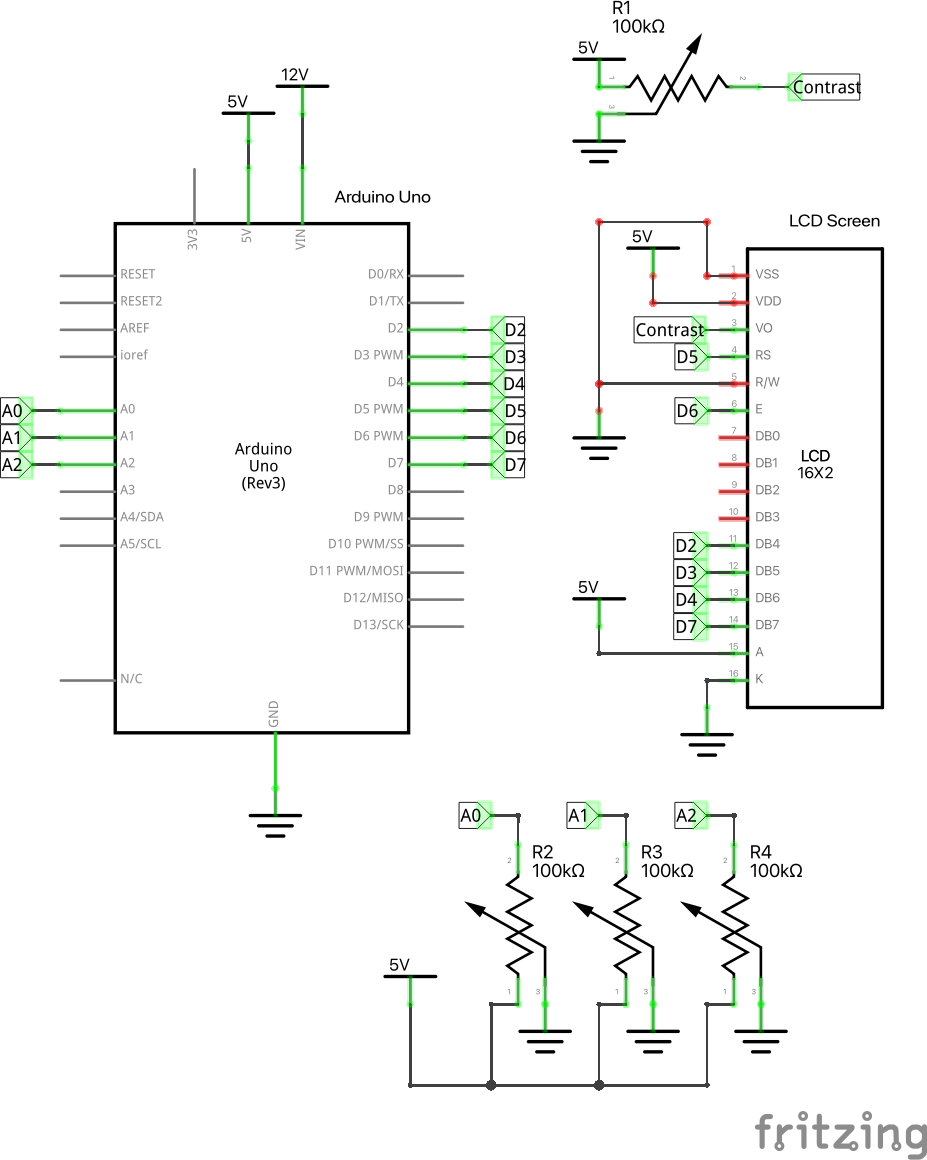 R1
100kΩ
5V
1
2
3
Contrast
12V
5V
Arduino Uno
3V3
5V
VIN
RESET
RESET2
AREF
ioref
A0
A0
A1
A1
A2
A2
A3
A4/SDA
A5/SCL
N/C
Arduino
Uno
(Rev3)
D0/RX
D1/TX
D2
D2
D3 PWM
D3
D4
D4
D5 PWM
D5
D6 PWM
D6
D7
D7
D8
D9 PWM
D10 PWM/SS
D11 PWM/MOSI
D12/MISO
D13/SCK
GND
LCD Screen
5V
1 VSS
2 VDD
Contrast 3 VO
D5 4 RS
5 R/W
D6 6 E
7 DB0
8 DB1
9 DB2
10 DB3
D2 11 DB4
D3 12 DB5
D4 13 DB6
D7 14 DB7
5V
15 A
16 K
LCD
16X2
A0
2
R2
100kΩ
1
3
A1
2
R3
100kΩ
1
3
A2
2
R4
100kΩ
1
3
5V
fritzing